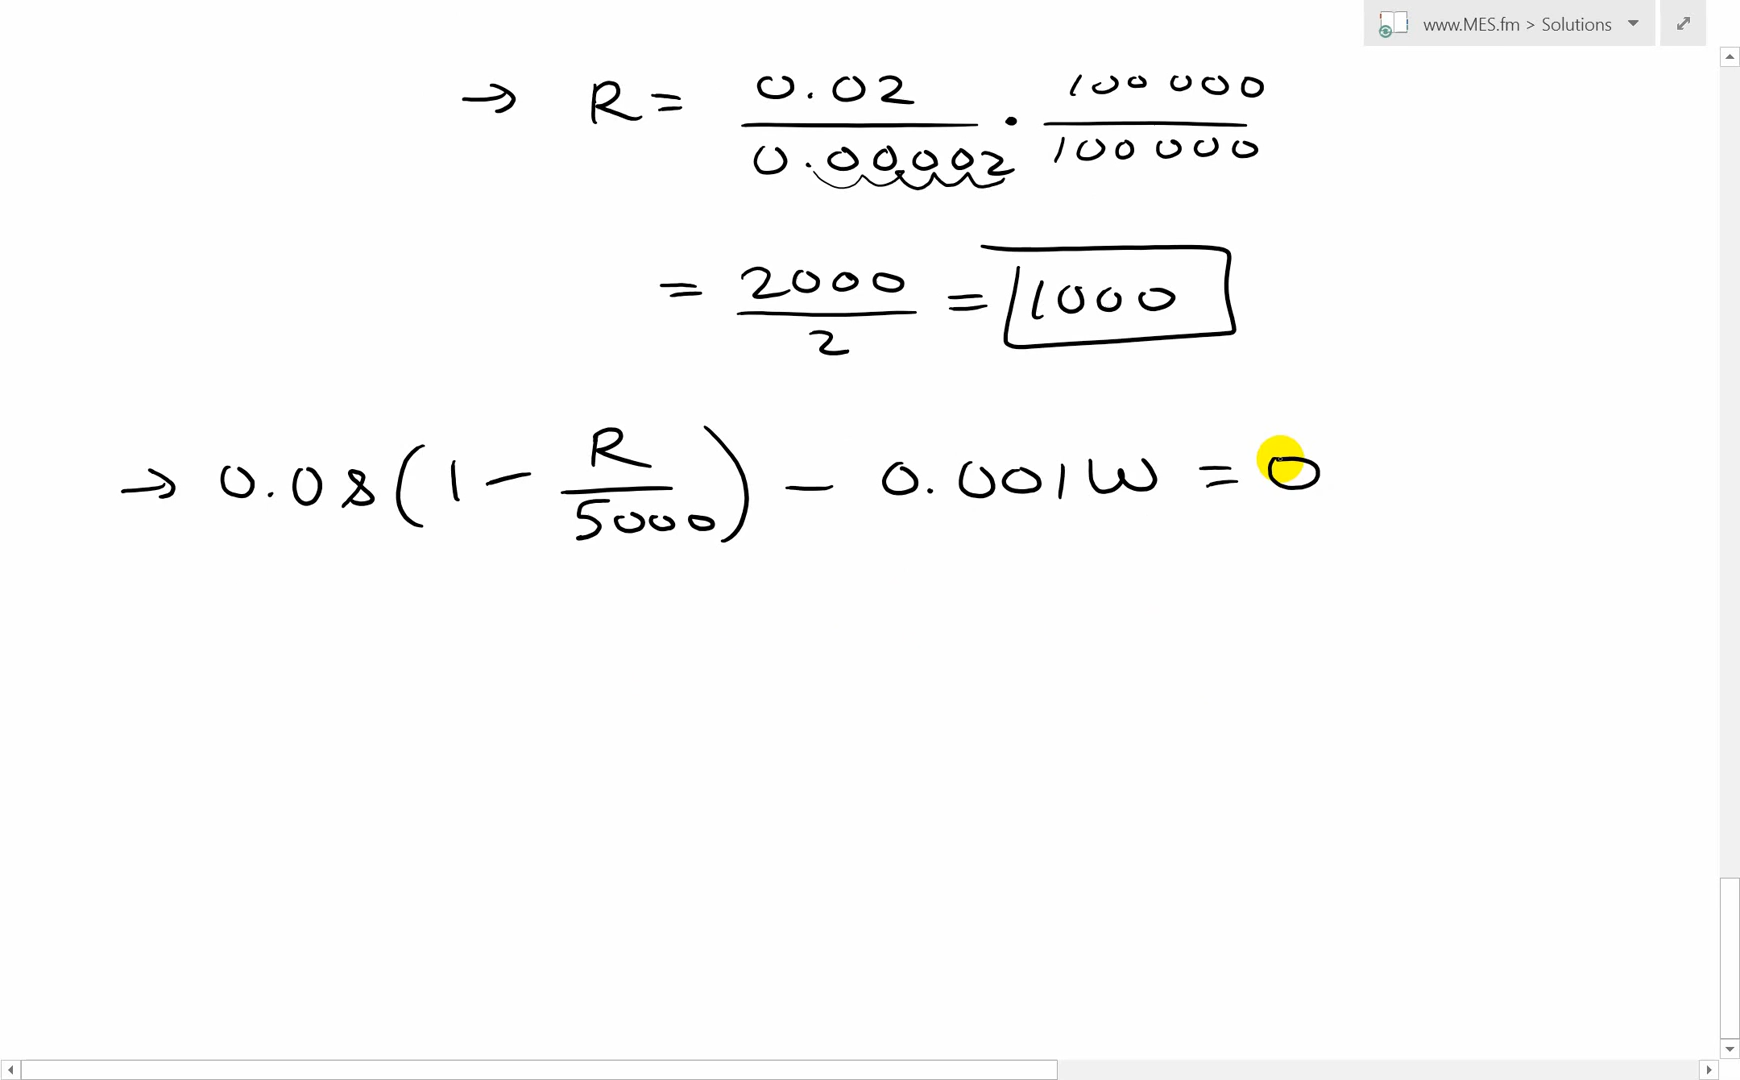 www.MES.fm > Solutions
→ R = 0.02 / 0.00002 · 100 000 / 100 000
= 2000 / 2 = 1000
→ 0.08 (1 − R / 5000) − 0.001W = 0